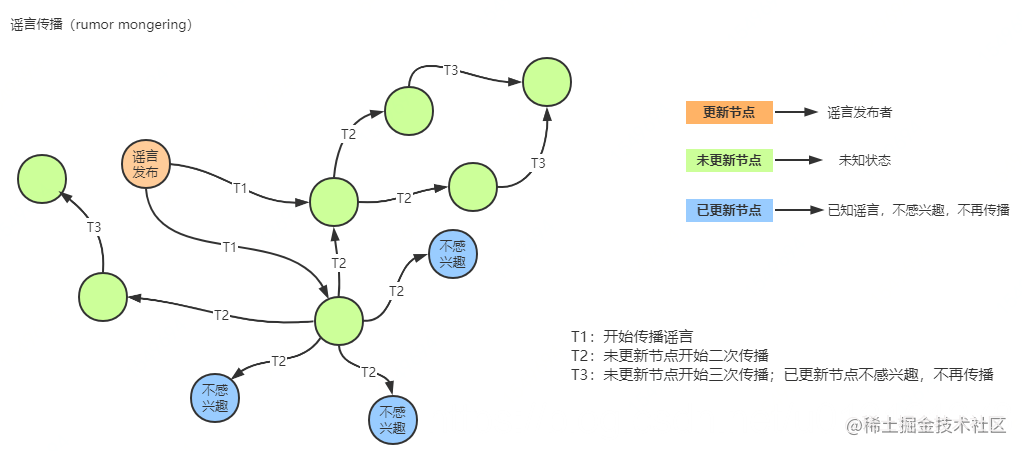 谣言传播（rumor mongering）
T3
更新节点
谣言发布者
T2
谣言
发布
T3
未更新节点
未知状态
T1
T2
已更新节点
已知谣言，不感兴趣，不再传播
T3
T1
不感
兴趣
T2
T2
T2
T1：开始传播谣言
T2：未更新节点开始二次传播
T3：未更新节点开始三次传播；已更新节点不感兴趣，不再传播
T2
T2
不感
兴趣
不感
兴趣
@稀土掘金技术社区